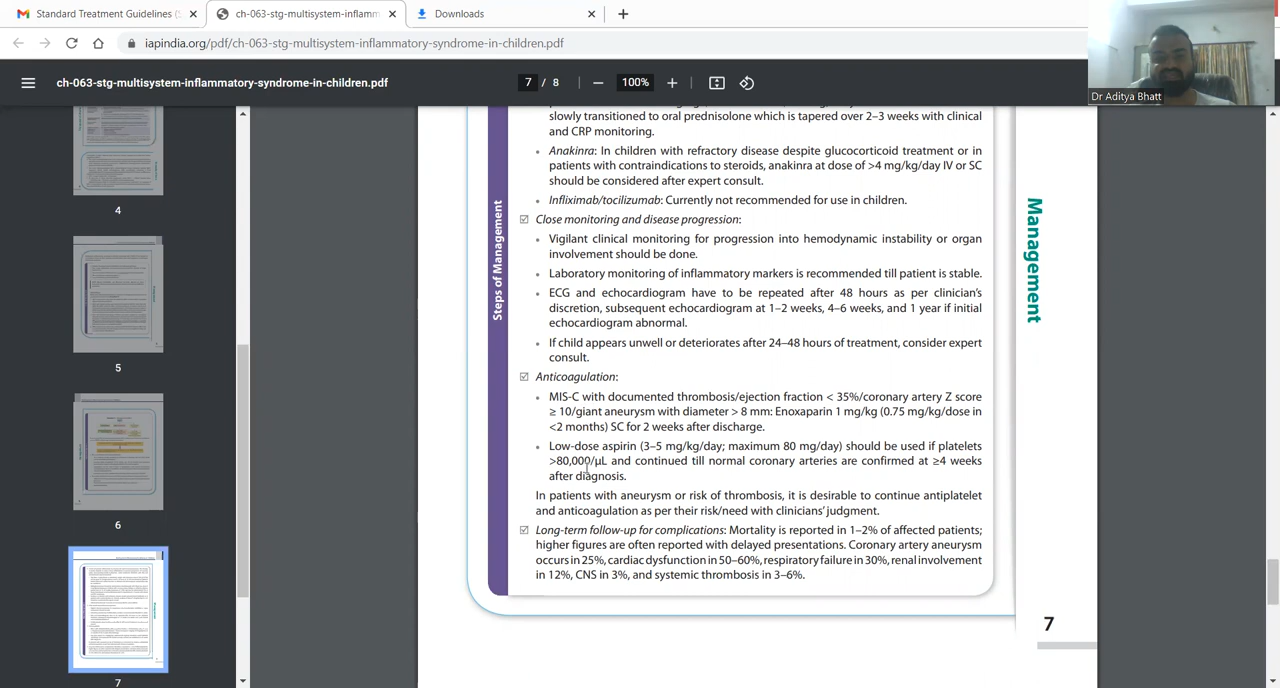 Standard Treatment Guidelines (
ch-063-stg-multisystem-inflamm
Downloads
iapindia.org/pdf/ch-063-stg-multisystem-inflammatory-syndrome-in-children.pdf
ch-063-stg-multisystem-inflammatory-syndrome-in-children.pdf
7 / 8
100%
Dr Aditya Bhatt
4
5
6
7
Steps of Management
slowly transitioned to oral prednisolone which is tapered over 2–3 weeks with clinical
and CRP monitoring.
• Anakinra: In children with refractory disease despite glucocorticoid treatment or in
patients with contraindications to steroids, anakinra at dose of >4 mg/kg/day IV or SC
should be considered after expert consult.
• Infliximab/tocilizumab: Currently not recommended for use in children.
☑ Close monitoring and disease progression:
• Vigilant clinical monitoring for progression into hemodynamic instability or organ
involvement should be done.
• Laboratory monitoring of inflammatory markers is recommended till patient is stable.
• ECG and echocardiogram have to be repeated after 48 hours as per clinician’s
discretion, subsequent echocardiogram at 1–2 weeks, 4–6 weeks, and 1 year if initial
echocardiogram abnormal.
• If child appears unwell or deteriorates after 24–48 hours of treatment, consider expert
consult.
☑ Anticoagulation:
• MIS-C with documented thrombosis/ejection fraction < 35%/coronary artery Z score
≥ 10/giant aneurysm with diameter > 8 mm: Enoxaparin 1 mg/kg (0.75 mg/kg/dose in
<2 months) SC for 2 weeks after discharge.
• Low-dose aspirin (3–5 mg/kg/day; maximum 80 mg/day) should be used if platelets
>80,000/µL and continued till normal coronary arteries are confirmed at ≥4 weeks
after diagnosis.
In patients with aneurysm or risk of thrombosis, it is desirable to continue antiplatelet
and anticoagulation as per their risk/need with clinicians’ judgment.
☑ Long-term follow-up for complications: Mortality is reported in 1–2% of affected patients;
higher figures are often reported with delayed presentations. Coronary artery aneurysm
occurs in 25%, cardiac dysfunction in 50–60%, respiratory failure in 30%, renal involvement
in 12%, CNS in 3%, and systemic thrombosis in 3–6%.
Management
7